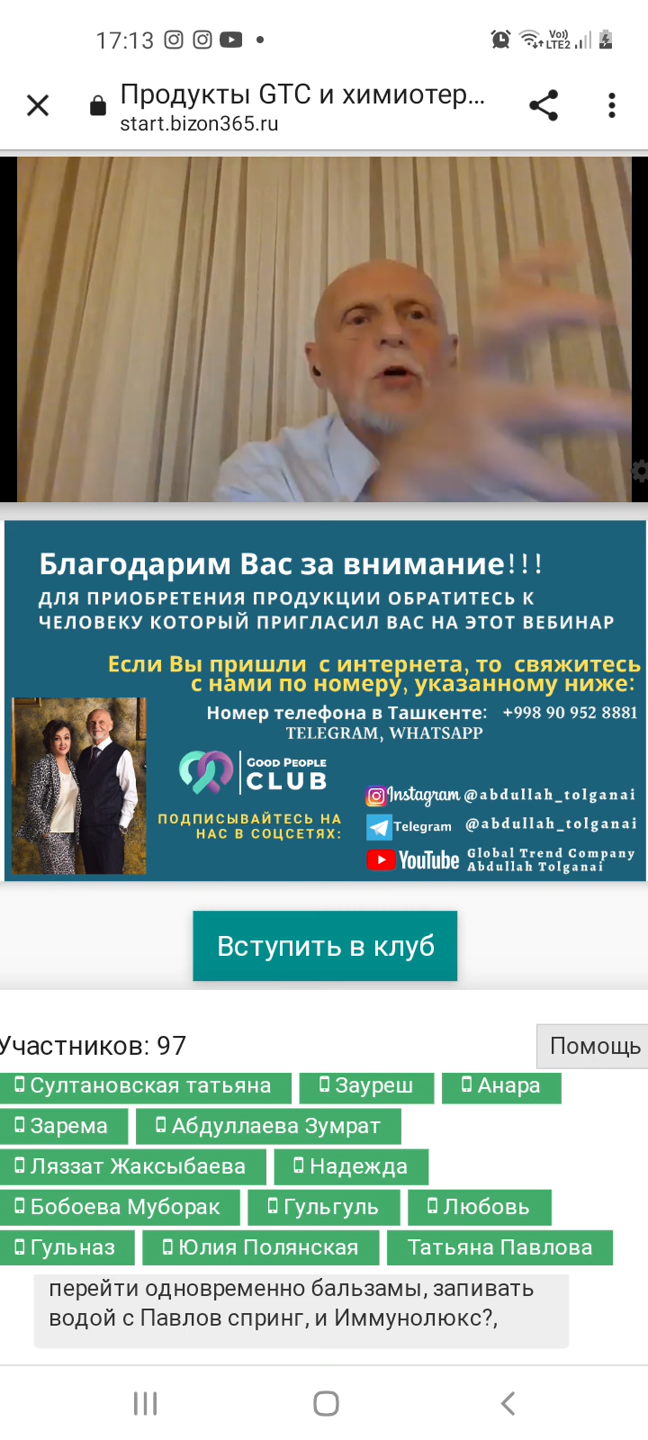 17:13
Vo))
LTE2
Продукты GTC и химиотер...
start.bizon365.ru
Благодарим Вас за внимание!!!
ДЛЯ ПРИОБРЕТЕНИЯ ПРОДУКЦИИ ОБРАТИТЕСЬ К
ЧЕЛОВЕКУ КОТОРЫЙ ПРИГЛАСИЛ ВАС НА ЭТОТ ВЕБИНАР
Если Вы пришли с интернета, то свяжитесь
с нами по номеру, указанному ниже:
Номер телефона в Ташкенте: +998 90 952 8881
TELEGRAM, WHATSAPP
GOOD PEOPLE
CLUB
ПОДПИСЫВАЙТЕСЬ НА
НАС В СОЦСЕТЯХ:
Instagram @abdullah_tolganai
Telegram @abdullah_tolganai
YouTube Global Trend Company
Abdullah Tolganai
Вступить в клуб
Участников: 97
Помощь
Султановская татьяна Зауреш Анара
Зарема Абдуллаева Зумрат
Ляззат Жаксыбаева Надежда
Бобоева Муборак Гульгуль Любовь
Гульназ Юлия Полянская Татьяна Павлова
перейти одновременно бальзамы, запивать
водой с Павлов спринг, и Иммунолюкс?,